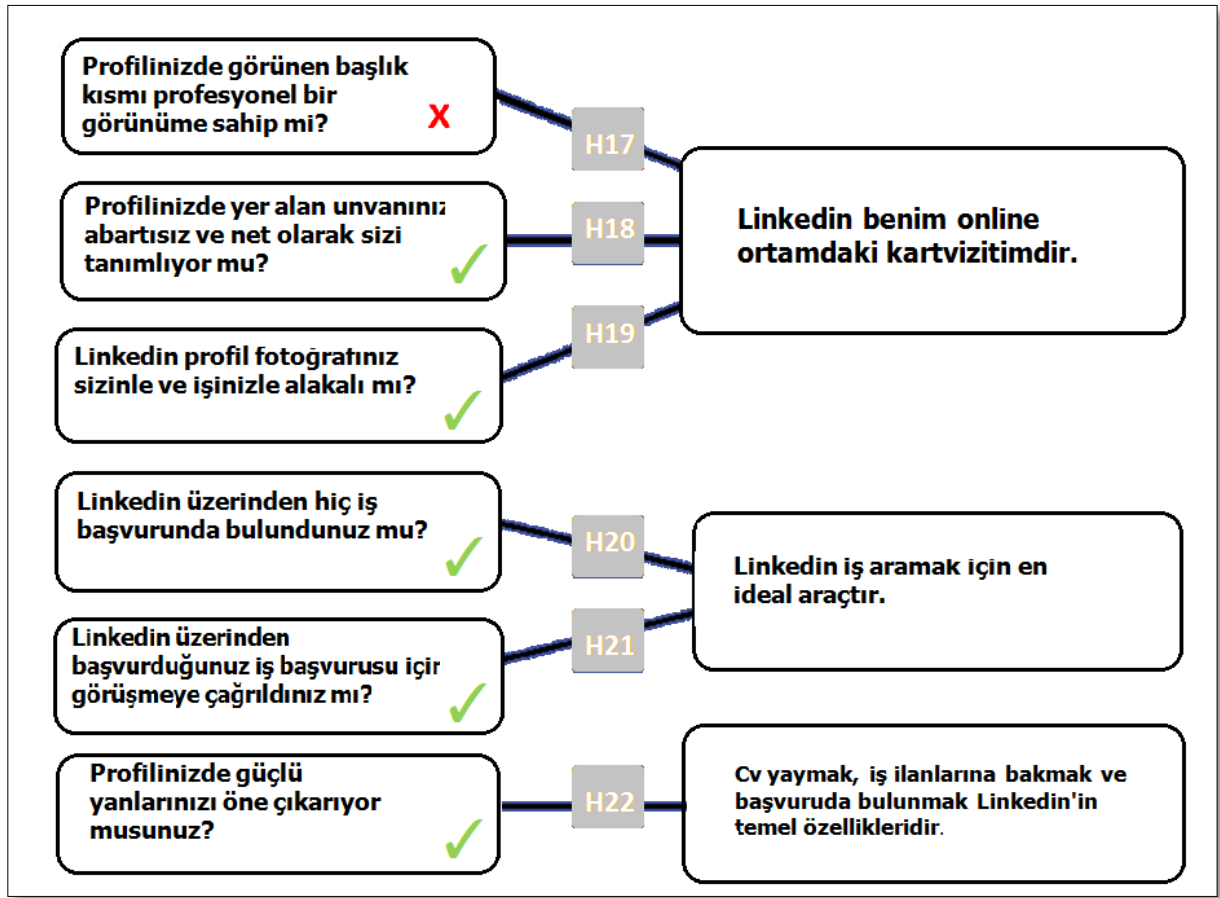 Profilinizde görünen başlık
kısmı profesyonel bir
görünüme sahip mi?
X
H17
Profilinizde yer alan unvanınız
abartısız ve net olarak sizi
tanımlıyor mu?
H18
Linkedin benim online
ortamdaki kartvizitimdir.
Linkedin profil fotoğrafınız
sizinle ve işinizle alakalı mı?
H19
Linkedin üzerinden hiç iş
başvurunda bulundunuz mu?
H20
Linkedin iş aramak için en
ideal araçtır.
Linkedin üzerinden
başvurduğunuz iş başvurusu için
görüşmeye çağrıldınız mı?
H21
Profilinizde güçlü
yanlarınızı öne çıkarıyor
musunuz?
H22
Cv yaymak, iş ilanlarına bakmak ve
başvuruda bulunmak Linkedin'in
temel özellikleridir.